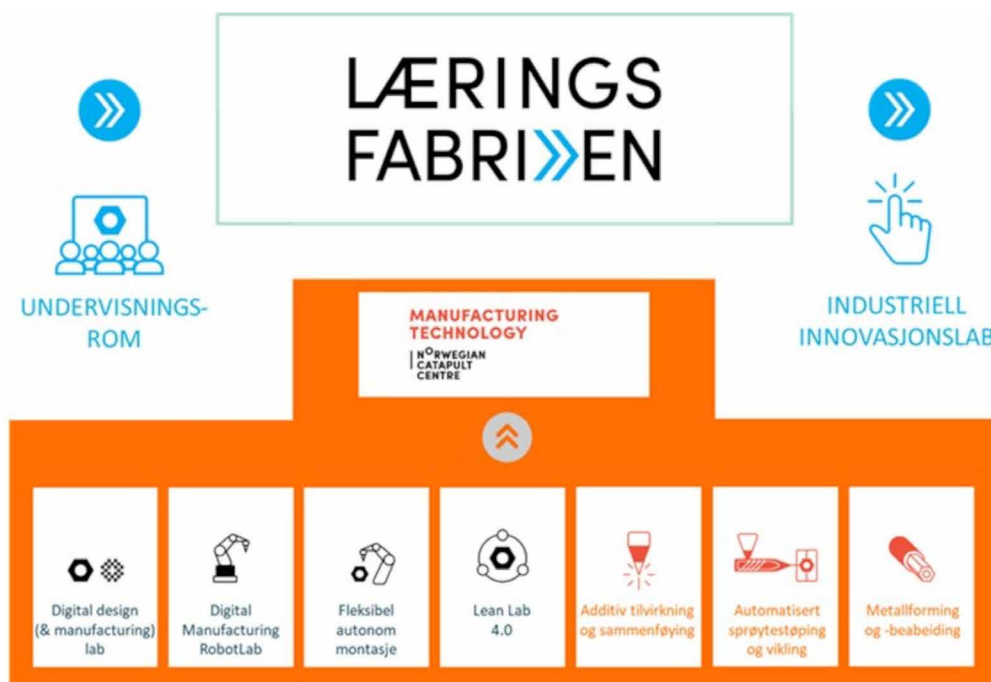 LÆRINGS
FABRIKKEN
UNDERVISNINGS-
ROM
INDUSTRIELL
INNOVASJONSLAB
MANUFACTURING
TECHNOLOGY
NORWEGIAN
CATAPULT
CENTRE
Digital design
(& manufacturing)
lab
Digital
Manufacturing
RobotLab
Fleksibel
autonom
montasje
Lean Lab
4.0
Additiv tilvirkning
og sammenføying
Automatisert
sprøytestøping
og vikling
Metallforming
og -beabeiding